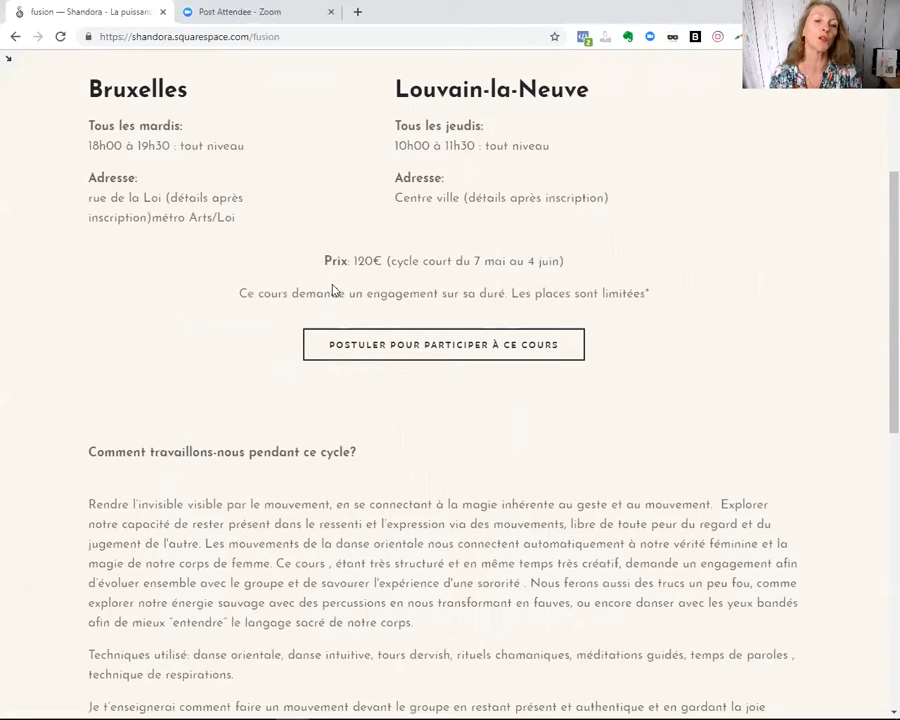 fusion — Shandora - La puissan
Post Attendee - Zoom
https://shandora.squarespace.com/fusion
Bruxelles
Louvain-la-Neuve
Tous les mardis:
Tous les jeudis:
18h00 à 19h30 : tout niveau
10h00 à 11h30 : tout niveau
Adresse:
Adresse:
rue de la Loi (détails après
Centre ville (détails après inscription)
inscription)métro Arts/Loi
Prix: 120€ (cycle court du 7 mai au 4 juin)
Ce cours demande un engagement sur sa duré. Les places sont limitées*
POSTULER POUR PARTICIPER À CE COURS
Comment travaillons-nous pendant ce cycle?
Rendre l'invisible visible par le mouvement, en se connectant à la magie inhérente au geste et au mouvement. Explorer
notre capacité de rester présent dans le ressenti et l'expression via des mouvements, libre de toute peur du regard et du
jugement de l'autre. Les mouvements de la danse orientale nous connectent automatiquement à notre vérité féminine et la
magie de notre corps de femme. Ce cours , étant très structuré et en même temps très créatif, demande un engagement afin
d'évoluer ensemble avec le groupe et de savourer l'expérience d'une sororité . Nous ferons aussi des trucs un peu fou, comme
explorer notre énergie sauvage avec des percussions en nous transformant en fauves, ou encore danser avec les yeux bandés
afin de mieux "entendre" le langage sacré de notre corps.
Techniques utilisé: danse orientale, danse intuitive, tours dervish, rituels chamaniques, méditations guidés, temps de paroles ,
technique de respirations.
Je t'enseignerai comment faire un mouvement devant le groupe en restant présent et authentique et en gardant la joie